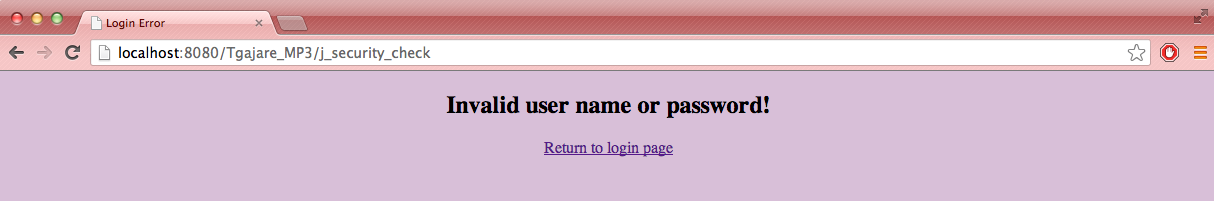 Login Error
localhost:8080/Tgajare_MP3/j_security_check
Invalid user name or password!
Return to login page